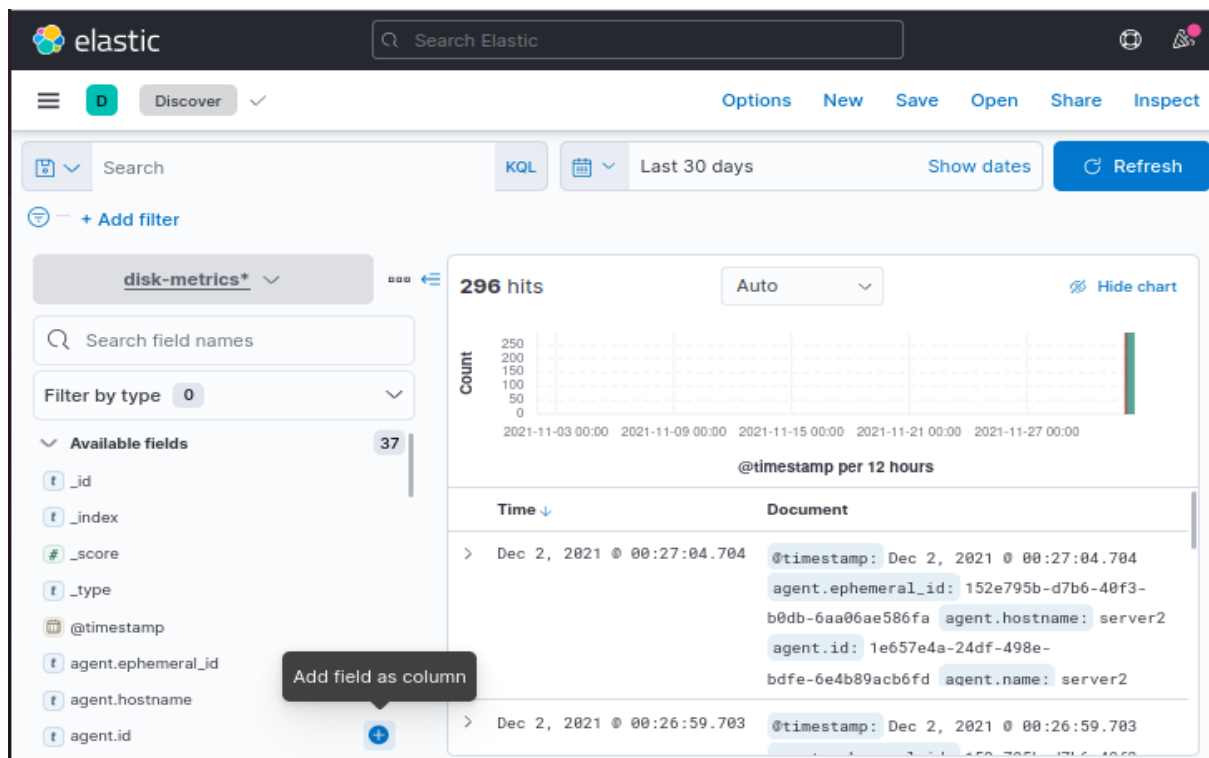 elastic
Search Elastic
D Discover Options New Save Open Share Inspect
Search KQL Last 30 days Show dates Refresh
+ Add filter
disk-metrics*
296 hits Auto Hide chart
Search field names
Filter by type 0
Available fields 37
t _id
t _index
# _score
t _type
@timestamp
t agent.ephemeral_id
t agent.hostname
t agent.id
Add field as column
Count
250
200
150
100
50
0
2021-11-03 00:00 2021-11-09 00:00 2021-11-15 00:00 2021-11-21 00:00 2021-11-27 00:00
@timestamp per 12 hours
Time Document
Dec 2, 2021 @ 00:27:04.704 @timestamp: Dec 2, 2021 @ 00:27:04.704
agent.ephemeral_id: 152e795b-d7b6-40f3-
b0db-6aa06ae586fa agent.hostname: server2
agent.id: 1e657e4a-24df-498e-
bdfe-6e4b89acb6fd agent.name: server2
Dec 2, 2021 @ 00:26:59.703 @timestamp: Dec 2, 2021 @ 00:26:59.703